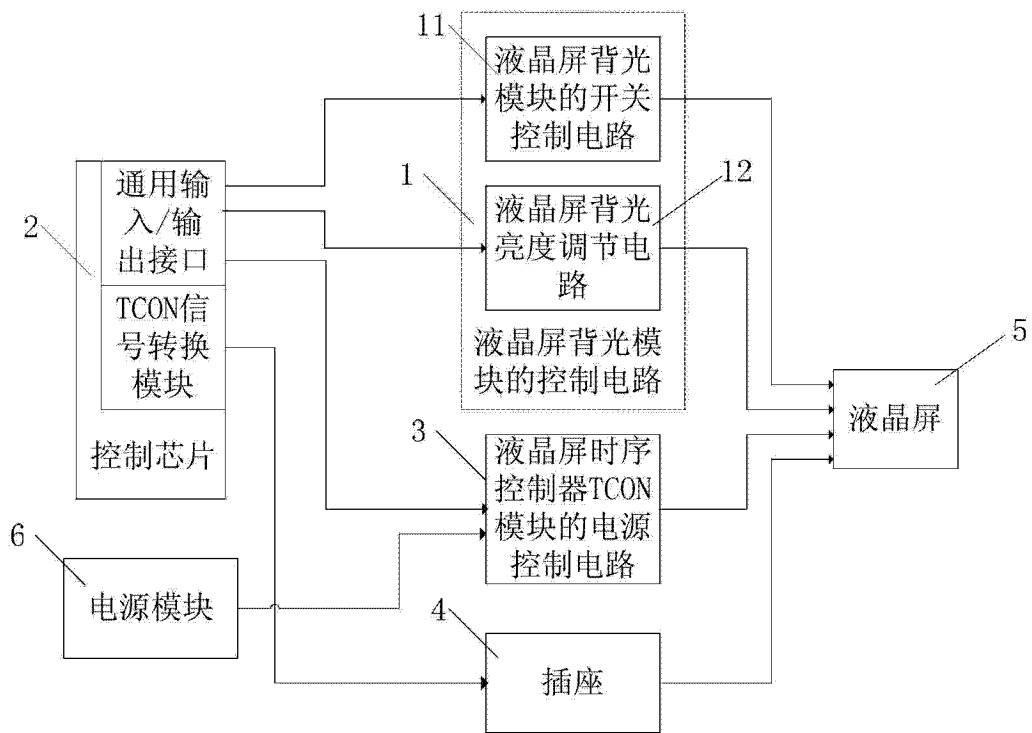 11
液晶屏背光
模块的开关
控制电路
1
12
液晶屏背光
亮度调节电
路
液晶屏背光模
块的控制电路
2
通用输
入/输
出接口
TCON信
号转换
模块
控制芯片
3
液晶屏时序
控制器TCON
模块的电源
控制电路
5
液晶屏
6
电源模块
4
插座